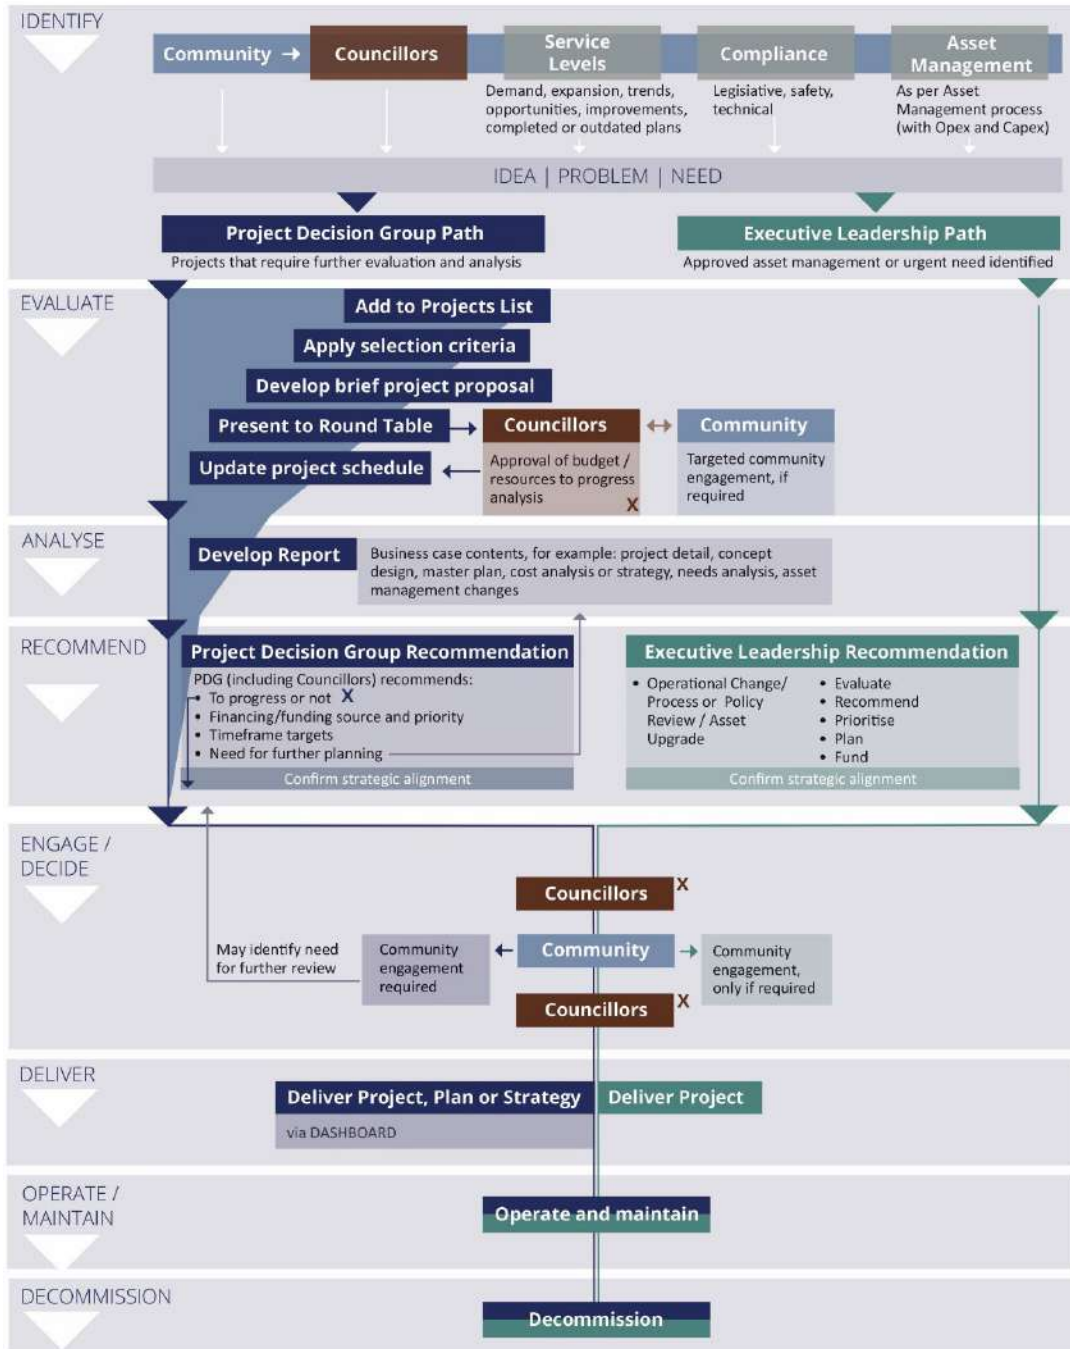 IDENTIFY
Community →
Councillors
Service
Levels
Compliance
Asset
Management
Demand, expansion, trends,
opportunities, improvements,
completed or outdated plans
Legislative, safety,
technical
As per Asset
Management process
(with Opex and Capex)
IDEA | PROBLEM | NEED
Project Decision Group Path
Executive Leadership Path
Projects that require further evaluation and analysis
Approved asset management or urgent need identified
EVALUATE
Add to Projects List
Apply selection criteria
Develop brief project proposal
Present to Round Table
Councillors
Community
Update project schedule
Approval of budget /
resources to progress
analysis
X
Targeted community
engagement, if
required
ANALYSE
Develop Report
Business case contents, for example: project detail, concept
design, master plan, cost analysis or strategy, needs analysis, asset
management changes
RECOMMEND
Project Decision Group Recommendation
PDG (including Councillors) recommends:
• To progress or not X
• Financing/funding source and priority
• Timeframe targets
• Need for further planning
Confirm strategic alignment
Executive Leadership Recommendation
• Operational Change/
Process or Policy
Review / Asset
Upgrade
• Evaluate
• Recommend
• Prioritise
• Plan
• Fund
Confirm strategic alignment
ENGAGE /
DECIDE
Councillors X
May identify need
for further review
Community
engagement
required
Community
Community
engagement,
only if required
Councillors X
DELIVER
Deliver Project, Plan or Strategy
Deliver Project
via DASHBOARD
OPERATE /
MAINTAIN
Operate and maintain
DECOMMISSION
Decommission